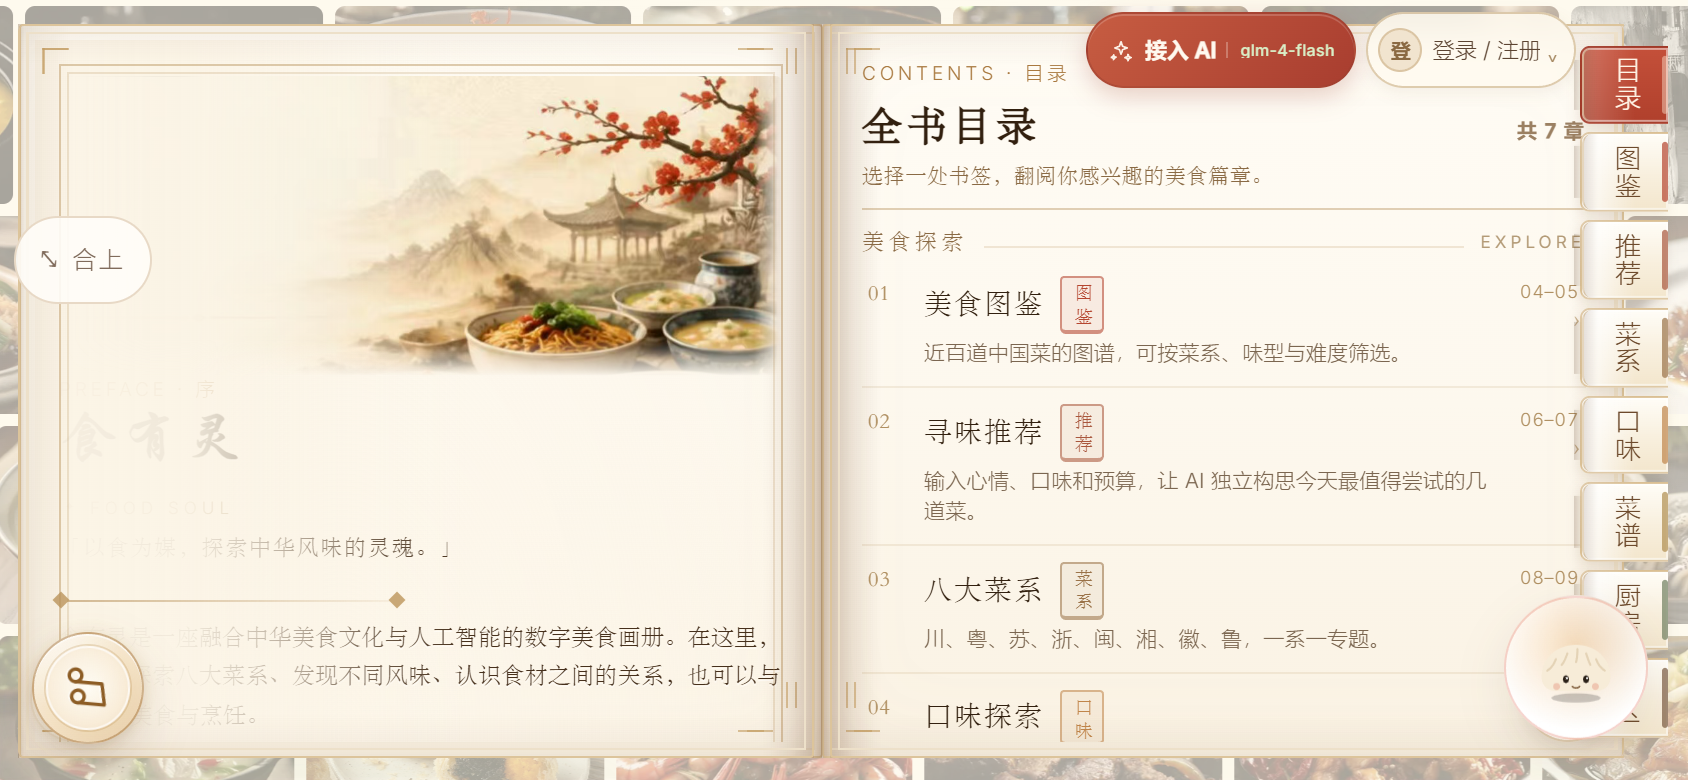 接入 AI | glm-4-flash
登 登录 / 注册
合上
PREFACE · 序
食有灵
FOOD SOUL
「以食为媒，探索中华风味的灵魂。」
是一座融合中华美食文化与人工智能的数字美食画册。在这里，
索八大菜系、发现不同风味、认识食材之间的关系，也可以与
美食与烹饪。
CONTENTS · 目录
全书目录
共 7 章
选择一处书签，翻阅你感兴趣的美食篇章。
美食探索
EXPLORE
01 美食图鉴 图鉴 04–05
近百道中国菜的图谱，可按菜系、味型与难度筛选。
02 寻味推荐 推荐 06–07
输入心情、口味和预算，让 AI 独立构思今天最值得尝试的几
道菜。
03 八大菜系 菜系 08–09
川、粤、苏、浙、闽、湘、徽、鲁，一系一专题。
04 口味探索 口味
目录
图鉴
推荐
菜系
口味
菜谱
厨